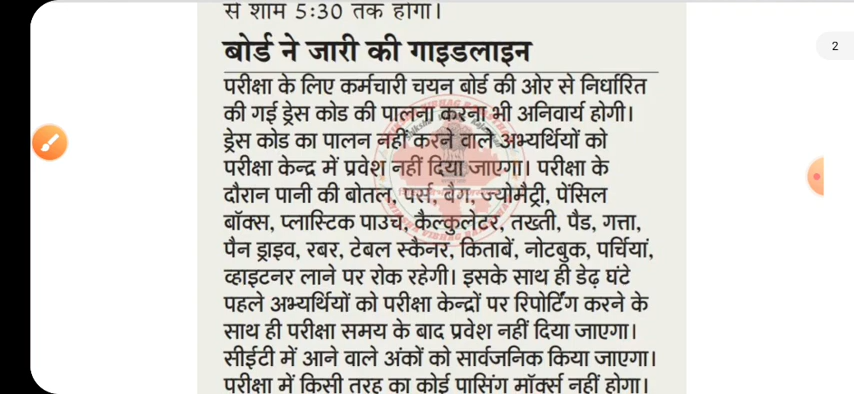 से शाम 5:30 तक होगा।
बोर्ड ने जारी की गाइडलाइन
2
परीक्षा के लिए कर्मचारी चयन बोर्ड की ओर से निर्धारित
की गई ड्रेस कोड की पालना करना भी अनिवार्य होगी।
ड्रेस कोड का पालन नहीं करने वाले अभ्यर्थियों को
परीक्षा केन्द्र में प्रवेश नहीं दिया जाएगा। परीक्षा के
दौरान पानी की बोतल, पर्स, बैग, ज्योमैट्री, पेंसिल
बॉक्स, प्लास्टिक पाउच, कैल्कुलेटर, तख्ती, पैड, गत्ता,
पैन ड्राइव, रबर, टेबल स्कैनर, किताबें, नोटबुक, पर्चियां,
व्हाइटनर लाने पर रोक रहेगी। इसके साथ ही डेढ़ घंटे
पहले अभ्यर्थियों को परीक्षा केन्द्रों पर रिपोर्टिंग करने के
साथ ही परीक्षा समय के बाद प्रवेश नहीं दिया जाएगा।
सीईटी में आने वाले अंकों को सार्वजनिक किया जाएगा।
परीक्षा में किसी तरह का कोई पासिंग मॉर्क्स नहीं होगा।